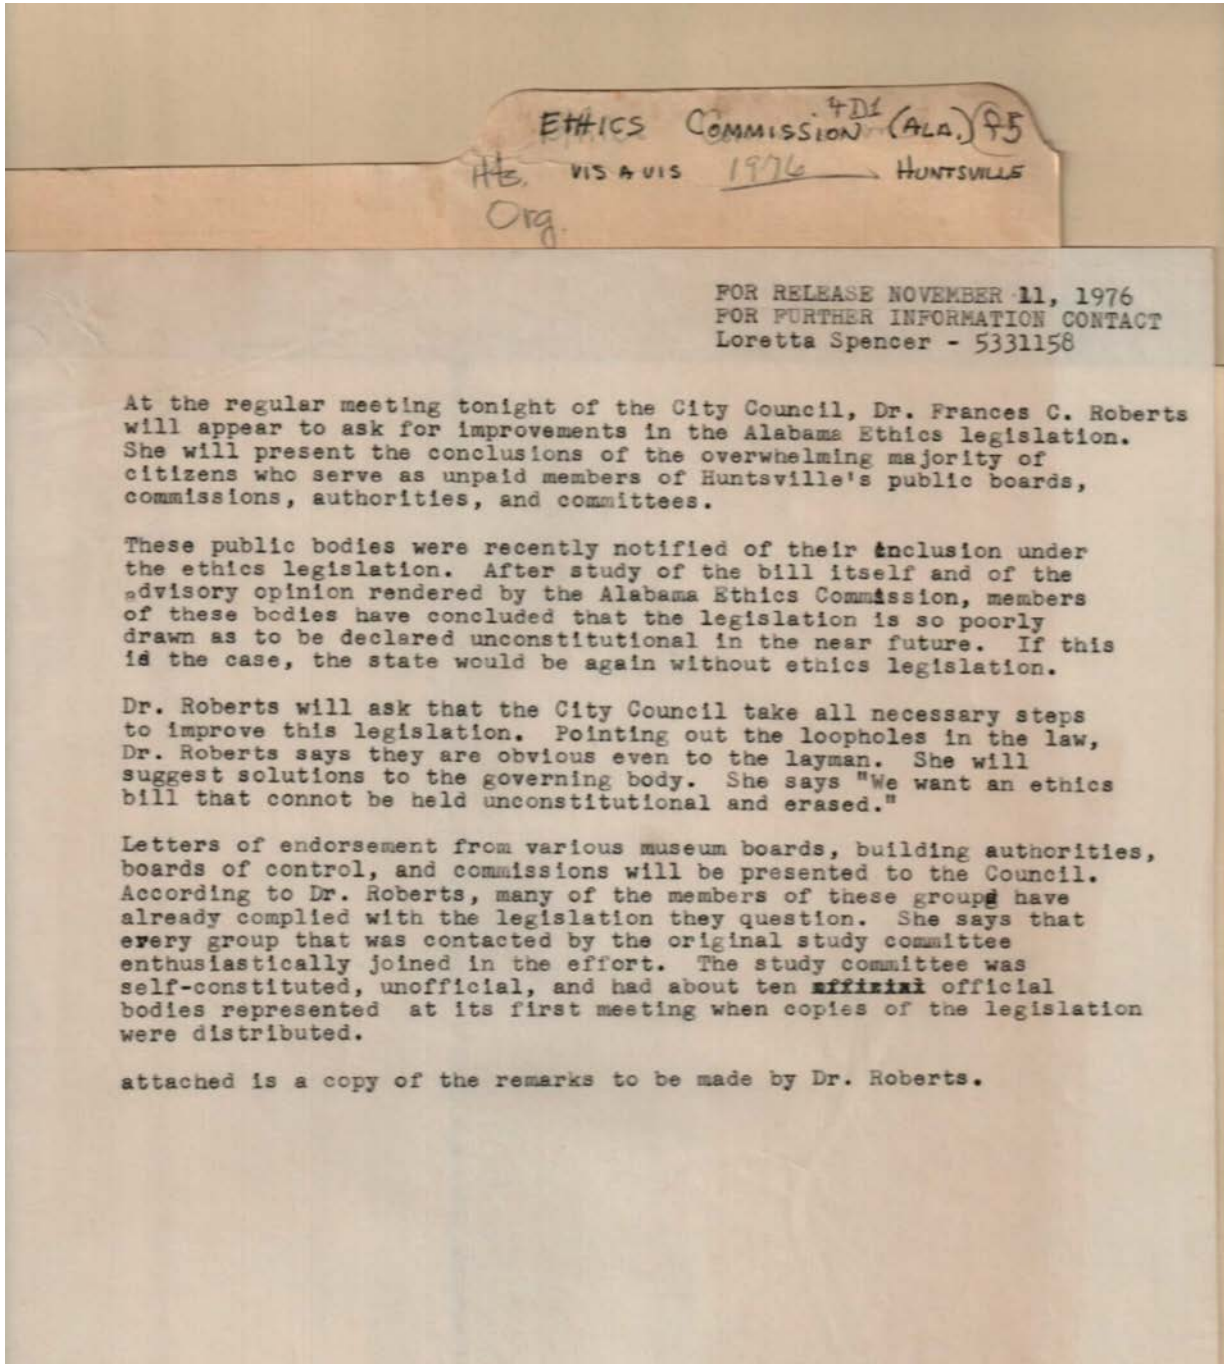 4D1
ETHICS COMMISSION (ALA.) 95
Hts. VIS A VIS 1976 HUNTSVILLE
Org.
FOR RELEASE NOVEMBER 11, 1976
FOR FURTHER INFORMATION CONTACT
Loretta Spencer - 5331158
At the regular meeting tonight of the City Council, Dr. Frances C. Roberts
will appear to ask for improvements in the Alabama Ethics legislation.
She will present the conclusions of the overwhelming majority of
citizens who serve as unpaid members of Huntsville's public boards,
commissions, authorities, and committees.
These public bodies were recently notified of their inclusion under
the ethics legislation. After study of the bill itself and of the
advisory opinion rendered by the Alabama Ethics Commission, members
of these bodies have concluded that the legislation is so poorly
drawn as to be declared unconstitutional in the near future. If this
is the case, the state would be again without ethics legislation.
Dr. Roberts will ask that the City Council take all necessary steps
to improve this legislation. Pointing out the loopholes in the law,
Dr. Roberts says they are obvious even to the layman. She will
suggest solutions to the governing body. She says "We want an ethics
bill that connot be held unconstitutional and erased."
Letters of endorsement from various museum boards, building authorities,
boards of control, and commissions will be presented to the Council.
According to Dr. Roberts, many of the members of these groups have
already complied with the legislation they question. She says that
every group that was contacted by the original study committee
enthusiastically joined in the effort. The study committee was
self-constituted, unofficial, and had about ten official
bodies represented at its first meeting when copies of the legislation
were distributed.
attached is a copy of the remarks to be made by Dr. Roberts.